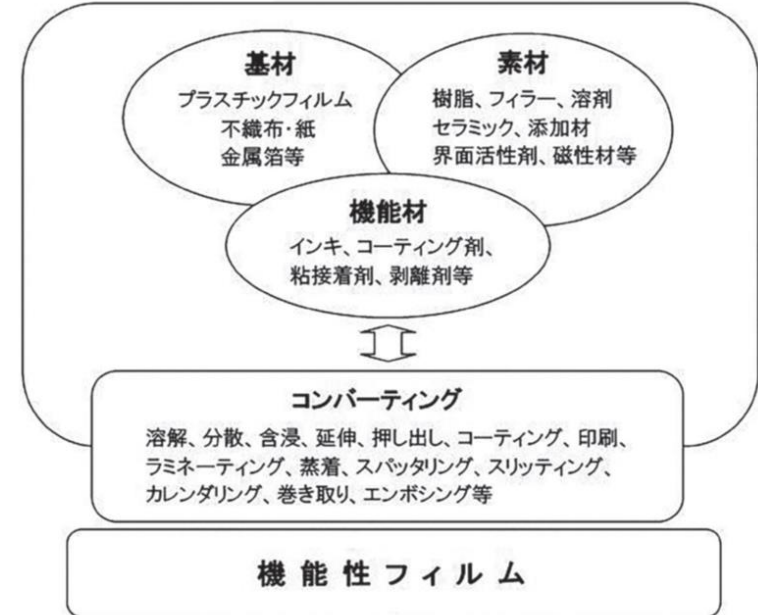 基材
プラスチックフィルム
不織布・紙
金属箔等
素材
樹脂、フィラー、溶剤
セラミック、添加材
界面活性剤、磁性材等
機能材
インキ、コーティング剤、
粘接着剤、剥離剤等
コンバーティング
溶解、分散、含浸、延伸、押し出し、コーティング、印刷、
ラミネーティング、蒸着、スパッタリング、スリッティング、
カレンダリング、巻き取り、エンボシング等
機能性フィルム